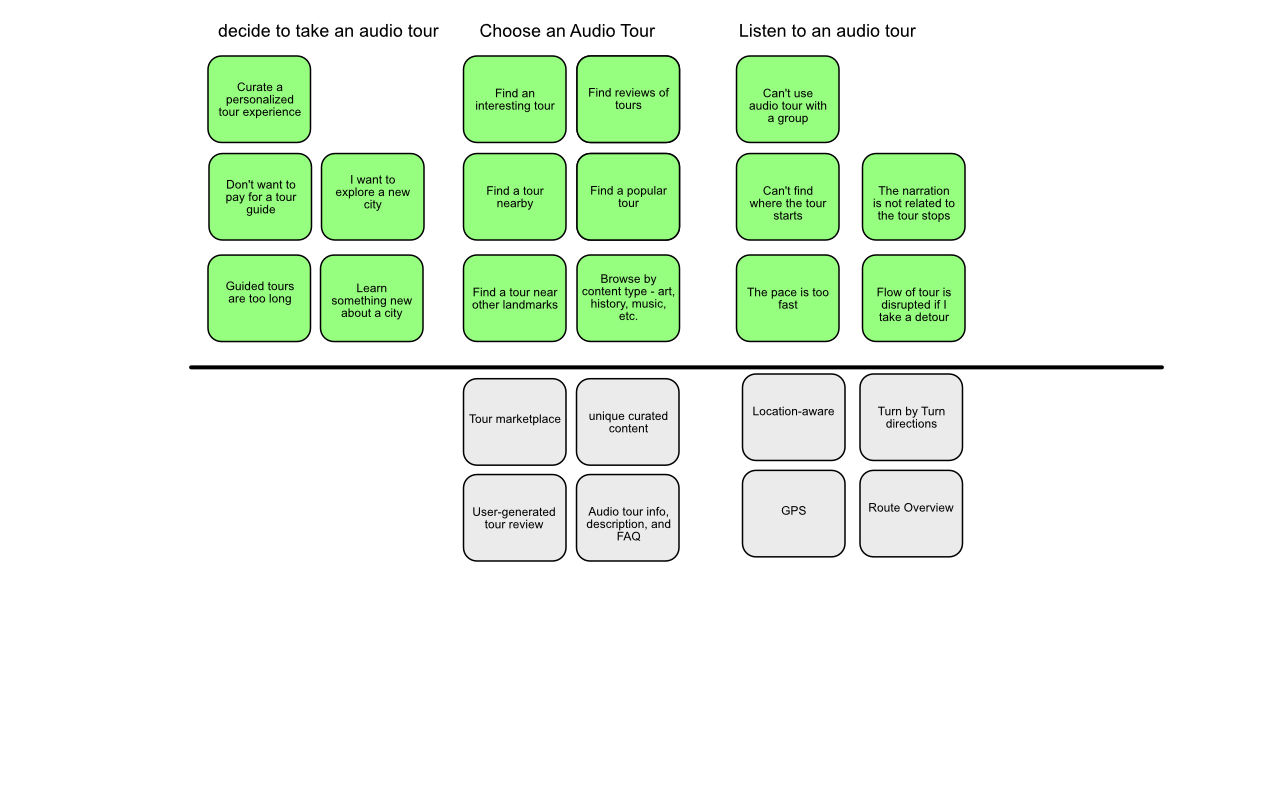 decide to take an audio tour
Choose an Audio Tour
Listen to an audio tour
Curate a
personalized
tour experience
Find an
interesting tour
Find reviews of
tours
Can't use
audio tour with
a group
Don't want to
pay for a tour
guide
I want to
explore a new
city
Find a tour
nearby
Find a popular
tour
Can't find
where the tour
starts
The narration
is not related to
the tour stops
Guided tours
are too long
Learn
something new
about a city
Find a tour near
other landmarks
Browse by
content type - art,
history, music,
etc.
The pace is too
fast
Flow of tour is
disrupted if I
take a detour
Tour marketplace
unique curated
content
Location-aware
Turn by Turn
directions
User-generated
tour review
Audio tour info,
description, and
FAQ
GPS
Route Overview